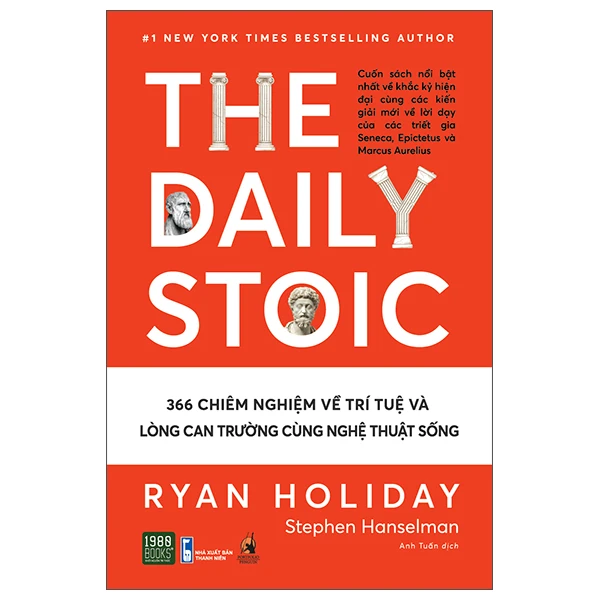 #1 NEW YORK TIMES BESTSELLING AUTHOR
THE
DAILY
STOIC
Cuốn sách nổi bật
nhất về khắc kỷ hiện
đại cùng các kiến
giải mới về lời dạy
của các triết gia
Seneca, Epictetus và
Marcus Aurelius
366 CHIÊM NGHIỆM VỀ TRÍ TUỆ VÀ
LÒNG CAN TRƯỜNG CÙNG NGHỆ THUẬT SỐNG
RYAN HOLIDAY
Stephen Hanselman
Anh Tuấn dịch
1980
BOOKS
NHÀ XUẤT BẢN
THANH NIÊN
PORTFOLIO
PENGUIN